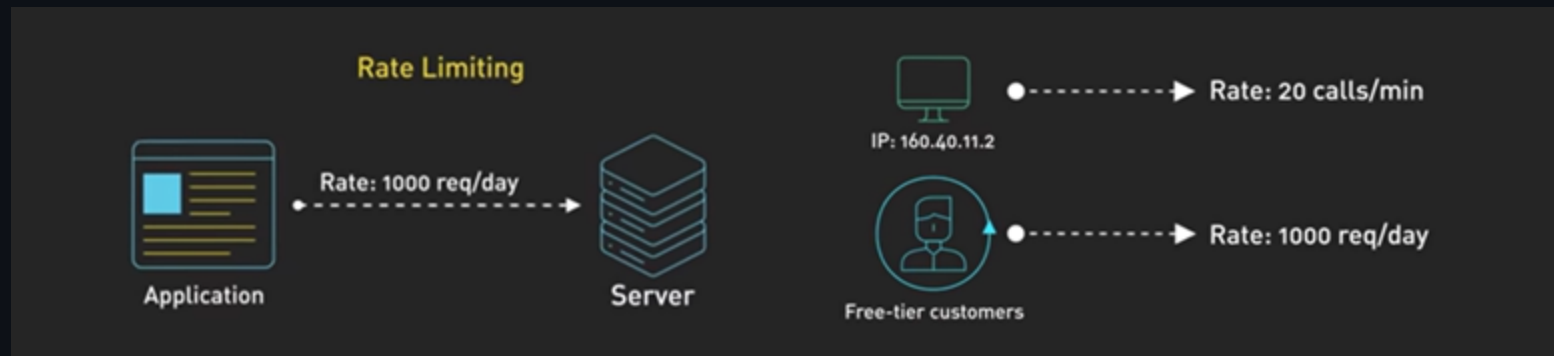 Rate Limiting
Rate: 1000 req/day
Application
Server
IP: 160.40.11.2
Rate: 20 calls/min
Free-tier customers
Rate: 1000 req/day